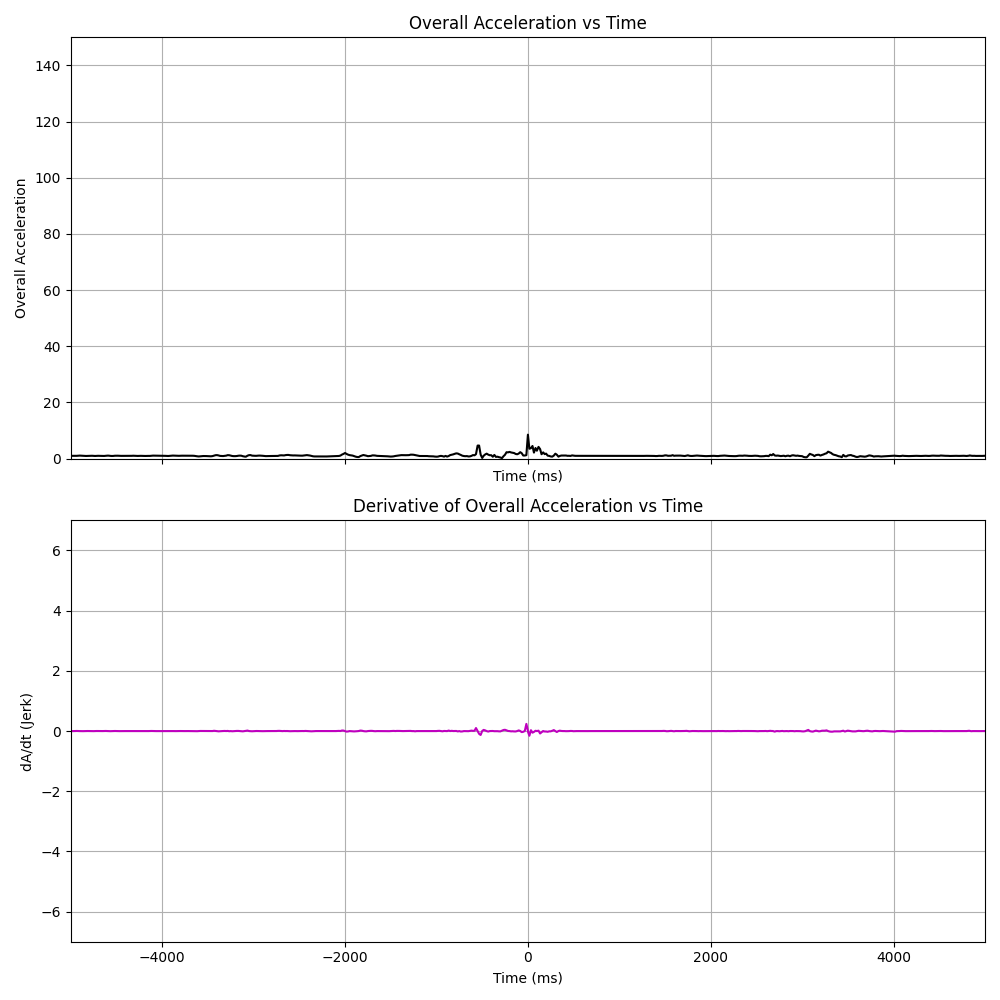 Overall Acceleration vs Time
140
120
100
80
60
40
20
0
Overall Acceleration
Time (ms)
Derivative of Overall Acceleration vs Time
6
4
2
0
−2
−4
−6
dA/dt (Jerk)
−4000 −2000 0 2000 4000
Time (ms)